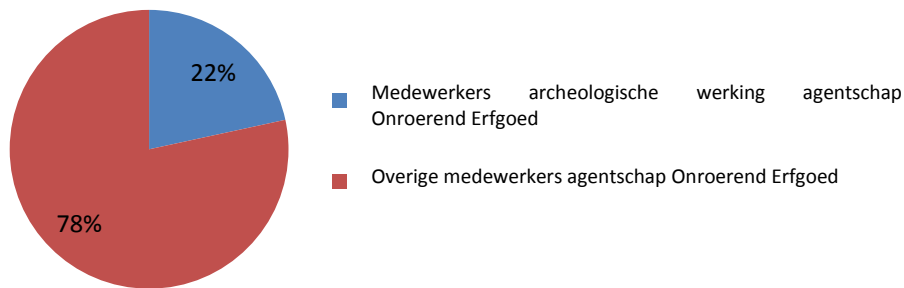 22%
Medewerkers archeologische werking agentschap
Onroerend Erfgoed
Overige medewerkers agentschap Onroerend Erfgoed
78%